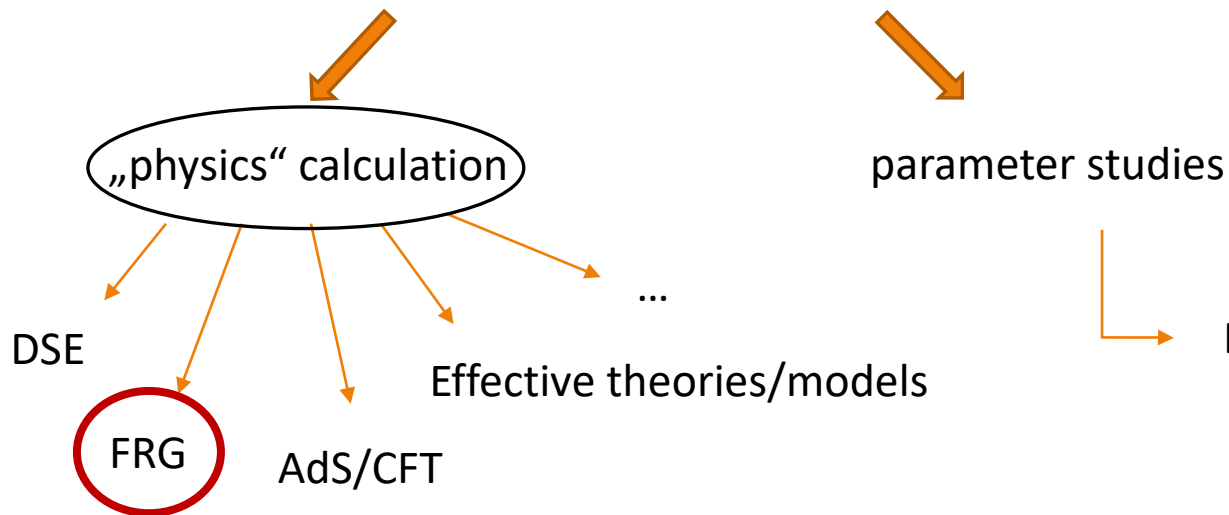 „physics“ calculation
parameter studies
...
DSE
Effective theories/models
FRG
AdS/CFT